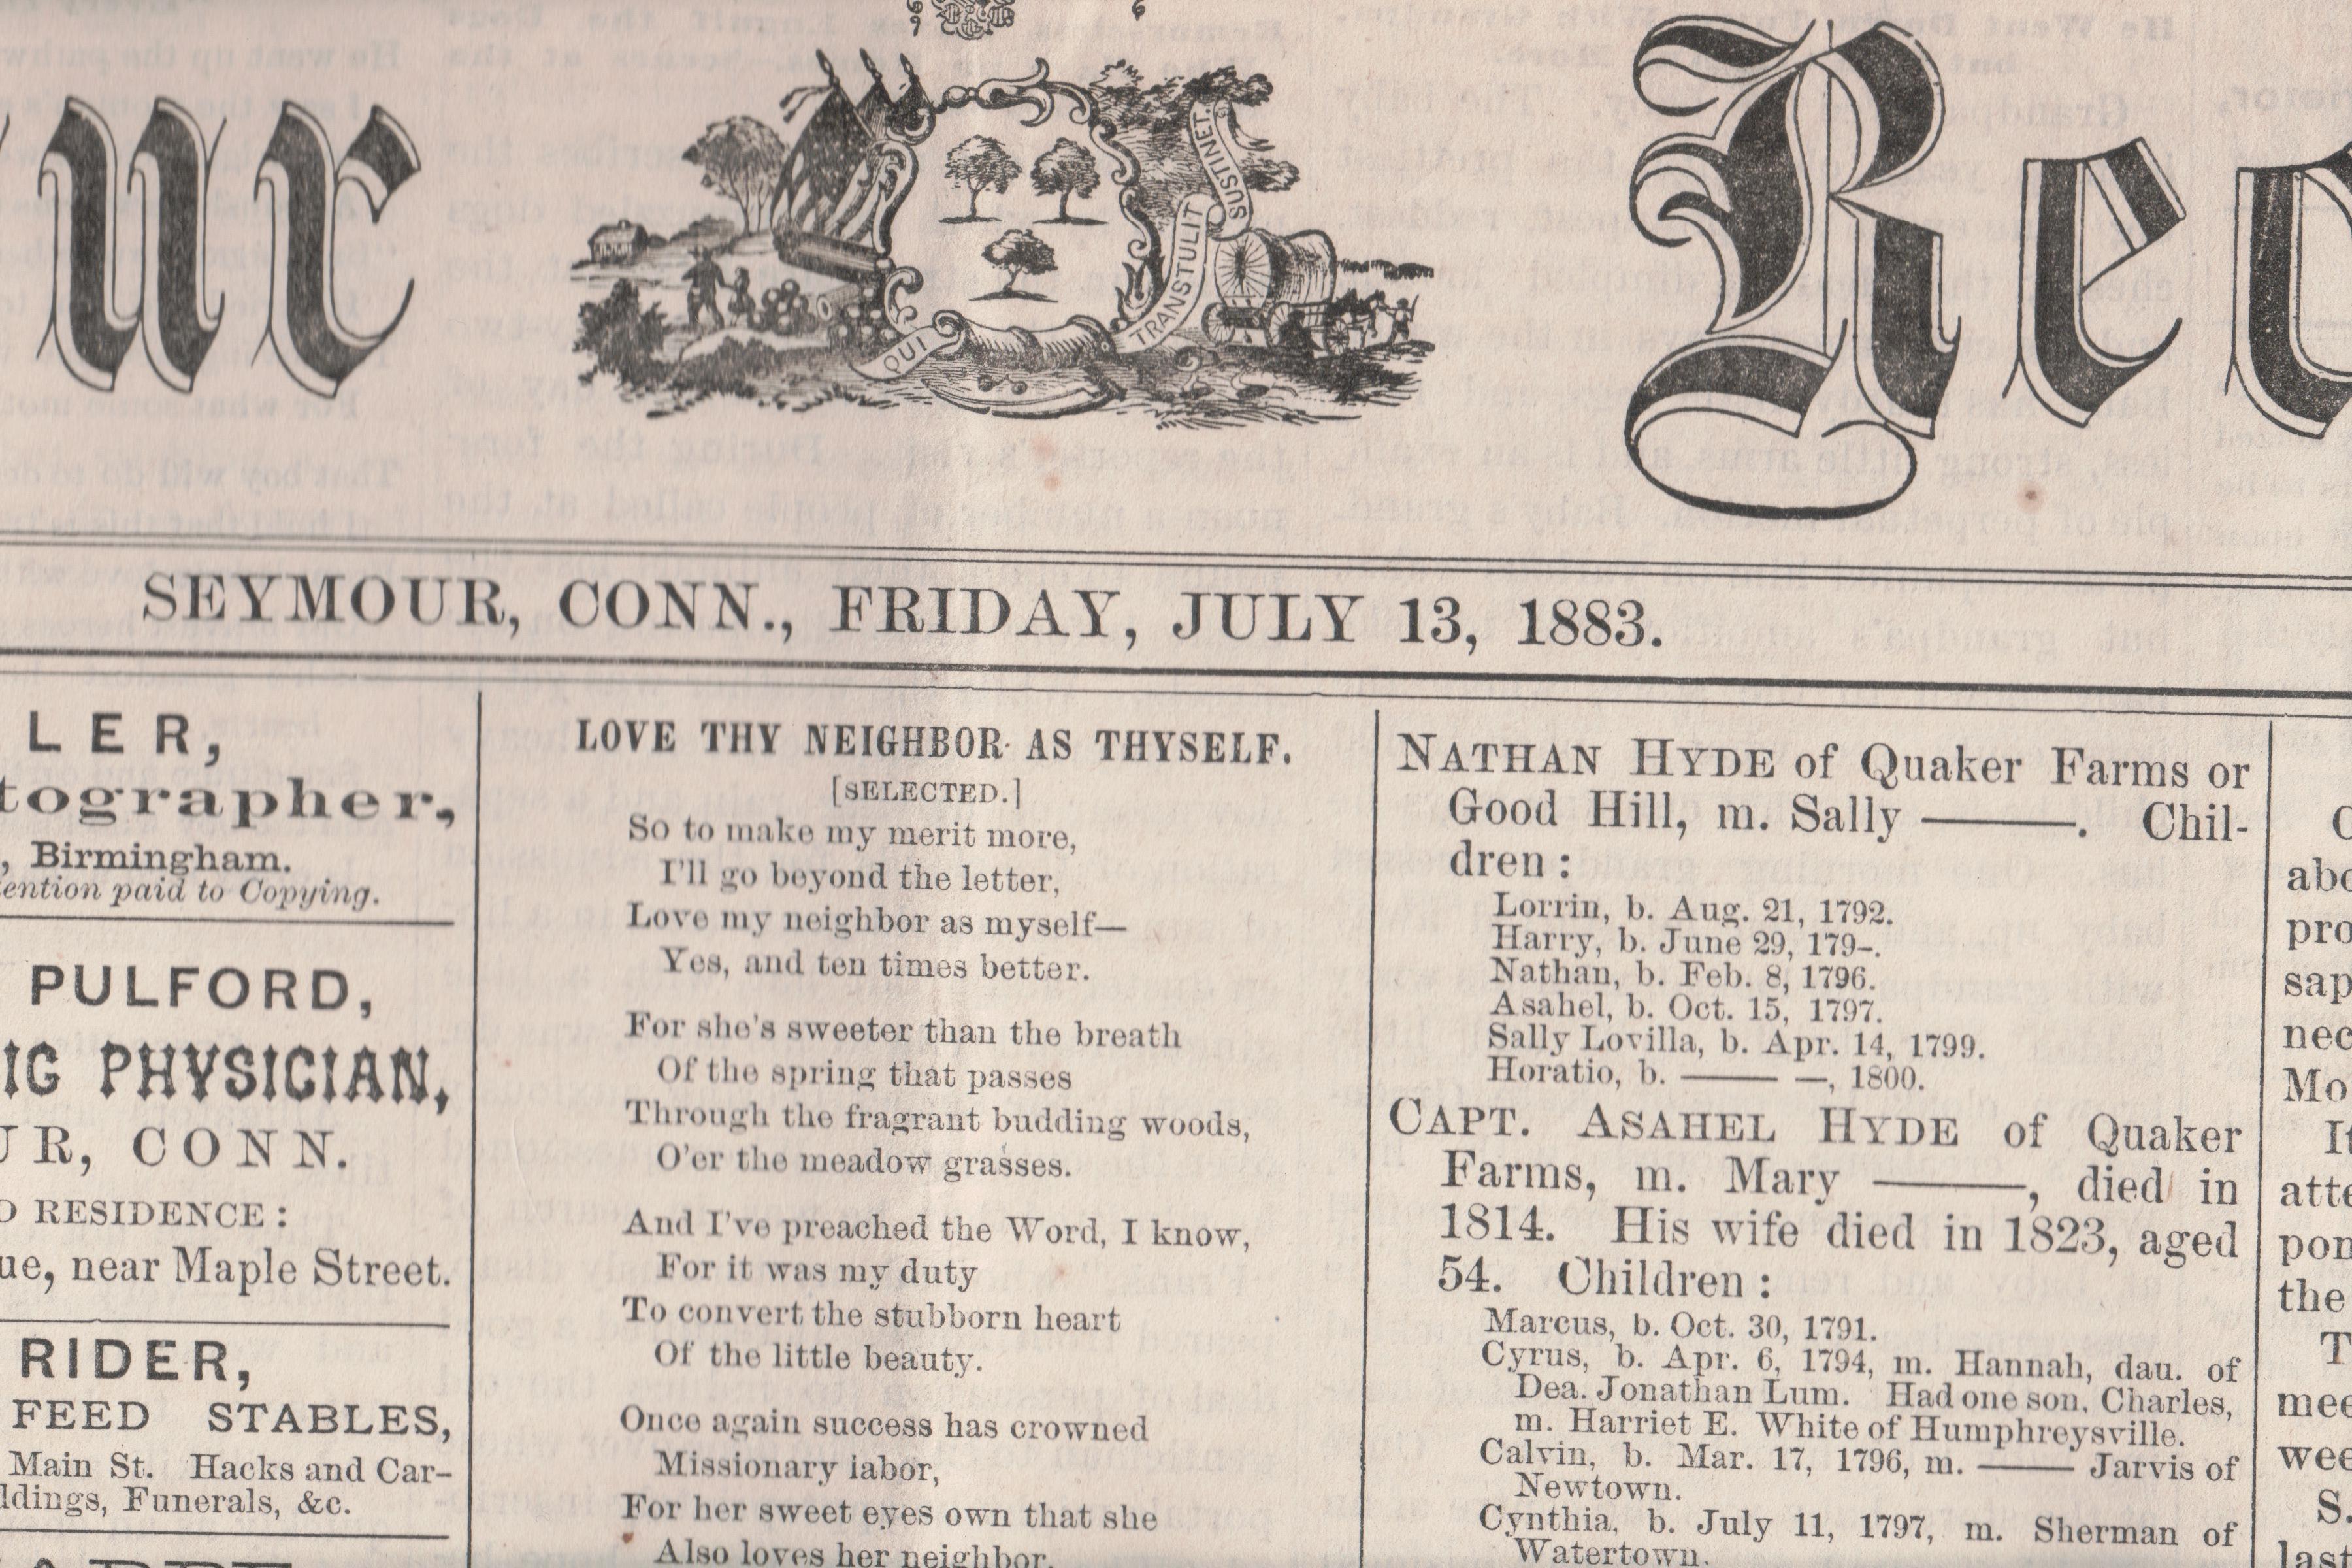 ur Rec
QUI TRANSTULIT SUSTINET
SEYMOUR, CONN., FRIDAY, JULY 13, 1883.
LER,
tographer,
, Birmingham.
tention paid to Copying.
PULFORD,
IG PHYSICIAN,
UR, CONN.
O RESIDENCE:
ue, near Maple Street.
RIDER,
FEED STABLES,
Main St. Hacks and Car-
ldings, Funerals, &c.
LOVE THY NEIGHBOR AS THYSELF.
[SELECTED.]
So to make my merit more,
I'll go beyond the letter,
Love my neighbor as myself—
Yes, and ten times better.
For she's sweeter than the breath
Of the spring that passes
Through the fragrant budding woods,
O'er the meadow grasses.
And I've preached the Word, I know,
For it was my duty
To convert the stubborn heart
Of the little beauty.
Once again success has crowned
Missionary labor,
For her sweet eyes own that she
Also loves her neighbor.
NATHAN HYDE of Quaker Farms or
Good Hill, m. Sally ———. Chil-
dren:
Lorrin, b. Aug. 21, 1792.
Harry, b. June 29, 179–.
Nathan, b. Feb. 8, 1796.
Asahel, b. Oct. 15, 1797.
Sally Lovilla, b. Apr. 14, 1799.
Horatio, b. —— —, 1800.
CAPT. ASAHEL HYDE of Quaker
Farms, m. Mary ———, died in
1814. His wife died in 1823, aged
54. Children:
Marcus, b. Oct. 30, 1791.
Cyrus, b. Apr. 6, 1794, m. Hannah, dau. of
Dea. Jonathan Lum. Had one son, Charles,
m. Harriet E. White of Humphreysville.
Calvin, b. Mar. 17, 1796, m. —— Jarvis of
Newtown.
Cynthia, b. July 11, 1797, m. Sherman of
Watertown.
abo
pro
sap
nec
Mo
It
atte
pon
the
T
mee
wee
S.
last